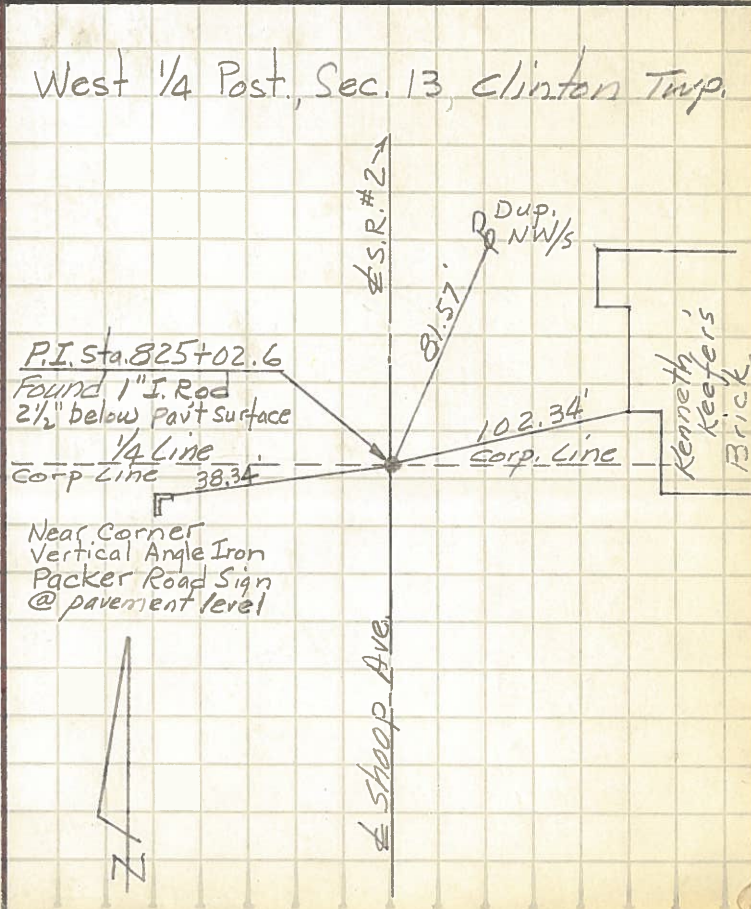 West 1/4 Post., Sec. 13, Clinton Twp.
℄ S.R. #2→
Dup.
NW/S
81.57'
P.I. Sta. 825+02.6
Found 1" I. Rod
2½" below pav't surface
1/4 Line
Corp Line
38.34'
102.34'
Corp. Line
Kenneth
Keefer's
Brick
Near Corner
Vertical Angle Iron
Packer Road Sign
@ pavement level
℄ Shoop Ave.
N